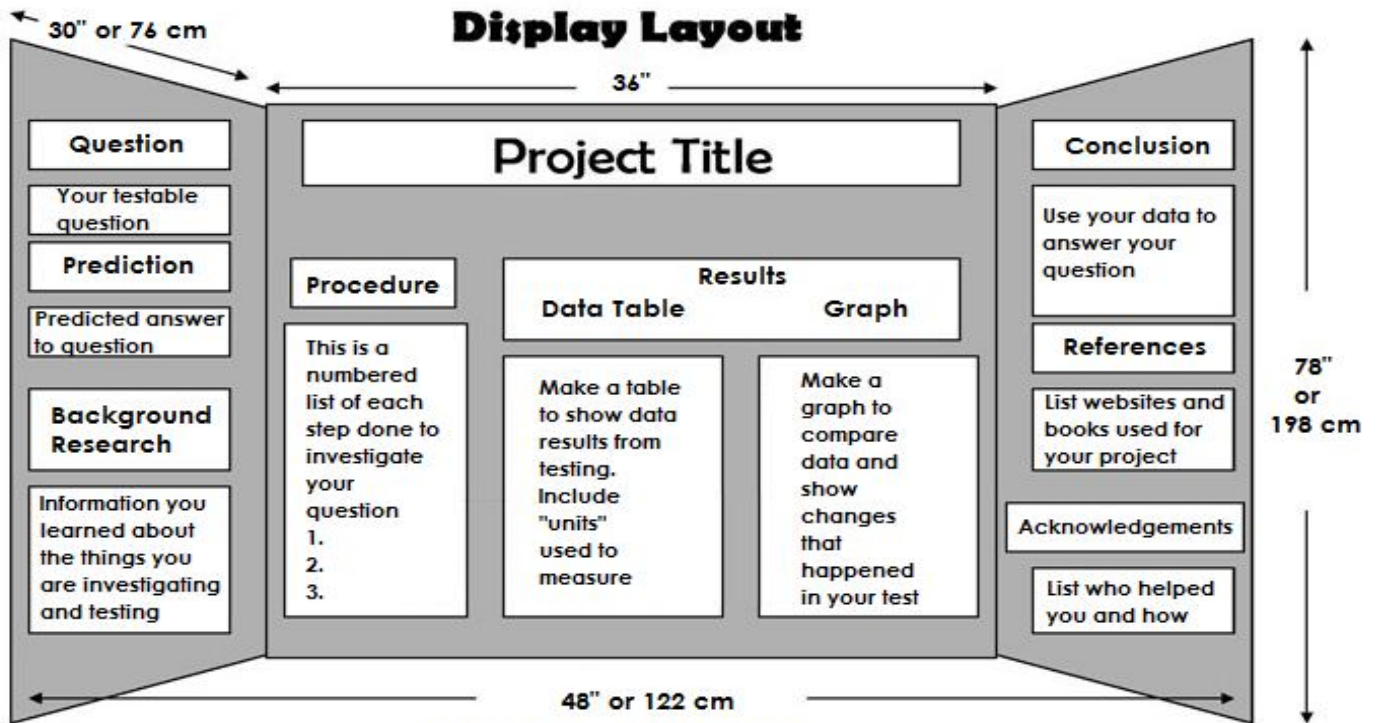 Display Layout
30" or 76 cm
36"
Project Title
Question
Your testable
question
Prediction
Predicted answer
to question
Background
Research
Information you
learned about
the things you
are investigating
and testing
Procedure
This is a
numbered
list of each
step done to
investigate
your
question
1.
2.
3.
Results
Data Table Graph
Make a table
to show data
results from
testing.
Include
"units"
used to
measure
Make a
graph to
compare
data and
show
changes
that
happened
in your test
Conclusion
Use your data to
answer your
question
References
List websites and
books used for
your project
Acknowledgements
List who helped
you and how
78"
or
198 cm
48" or 122 cm